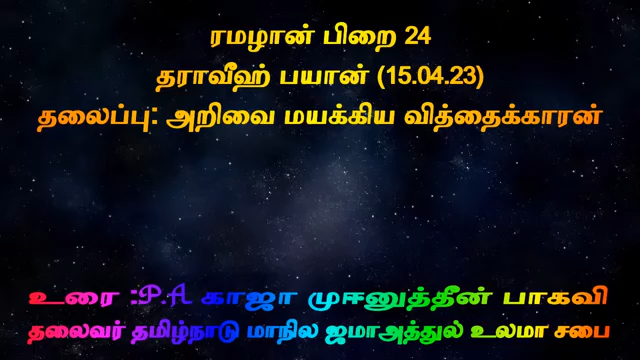 ரமழான் பிறை 24
தராவீஹ் பயான் (15.04.23)
தலைப்பு: அறிவை மயக்கிய வித்தைக்காரன்
உரை :P.A காஜா முஈனுத்தீன் பாகவி
தலைவர் தமிழ்நாடு மாநில ஜமாஅத்துல் உலமா சபை